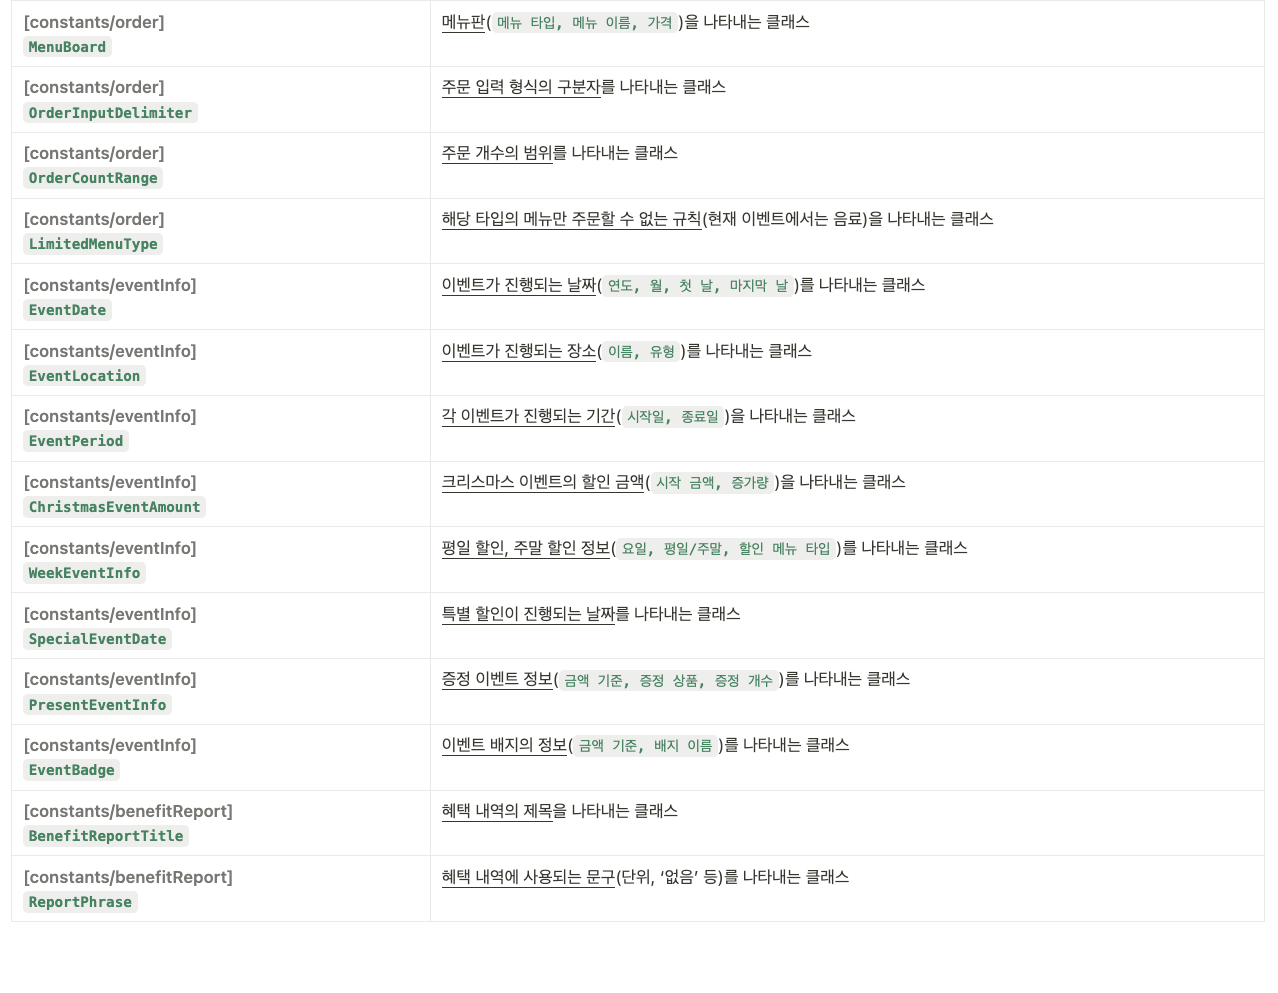 [constants/order]
MenuBoard
메뉴판(메뉴 타입, 메뉴 이름, 가격)을 나타내는 클래스
[constants/order]
OrderInputDelimiter
주문 입력 형식의 구분자를 나타내는 클래스
[constants/order]
OrderCountRange
주문 개수의 범위를 나타내는 클래스
[constants/order]
LimitedMenuType
해당 타입의 메뉴만 주문할 수 없는 규칙(현재 이벤트에서는 음료)을 나타내는 클래스
[constants/eventInfo]
EventDate
이벤트가 진행되는 날짜(연도, 월, 첫 날, 마지막 날)를 나타내는 클래스
[constants/eventInfo]
EventLocation
이벤트가 진행되는 장소(이름, 유형)를 나타내는 클래스
[constants/eventInfo]
EventPeriod
각 이벤트가 진행되는 기간(시작일, 종료일)을 나타내는 클래스
[constants/eventInfo]
ChristmasEventAmount
크리스마스 이벤트의 할인 금액(시작 금액, 증가량)을 나타내는 클래스
[constants/eventInfo]
WeekEventInfo
평일 할인, 주말 할인 정보(요일, 평일/주말, 할인 메뉴 타입)를 나타내는 클래스
[constants/eventInfo]
SpecialEventDate
특별 할인이 진행되는 날짜를 나타내는 클래스
[constants/eventInfo]
PresentEventInfo
증정 이벤트 정보(금액 기준, 증정 상품, 증정 개수)를 나타내는 클래스
[constants/eventInfo]
EventBadge
이벤트 배지의 정보(금액 기준, 배지 이름)를 나타내는 클래스
[constants/benefitReport]
BenefitReportTitle
혜택 내역의 제목을 나타내는 클래스
[constants/benefitReport]
ReportPhrase
혜택 내역에 사용되는 문구(단위, ‘없음’ 등)를 나타내는 클래스